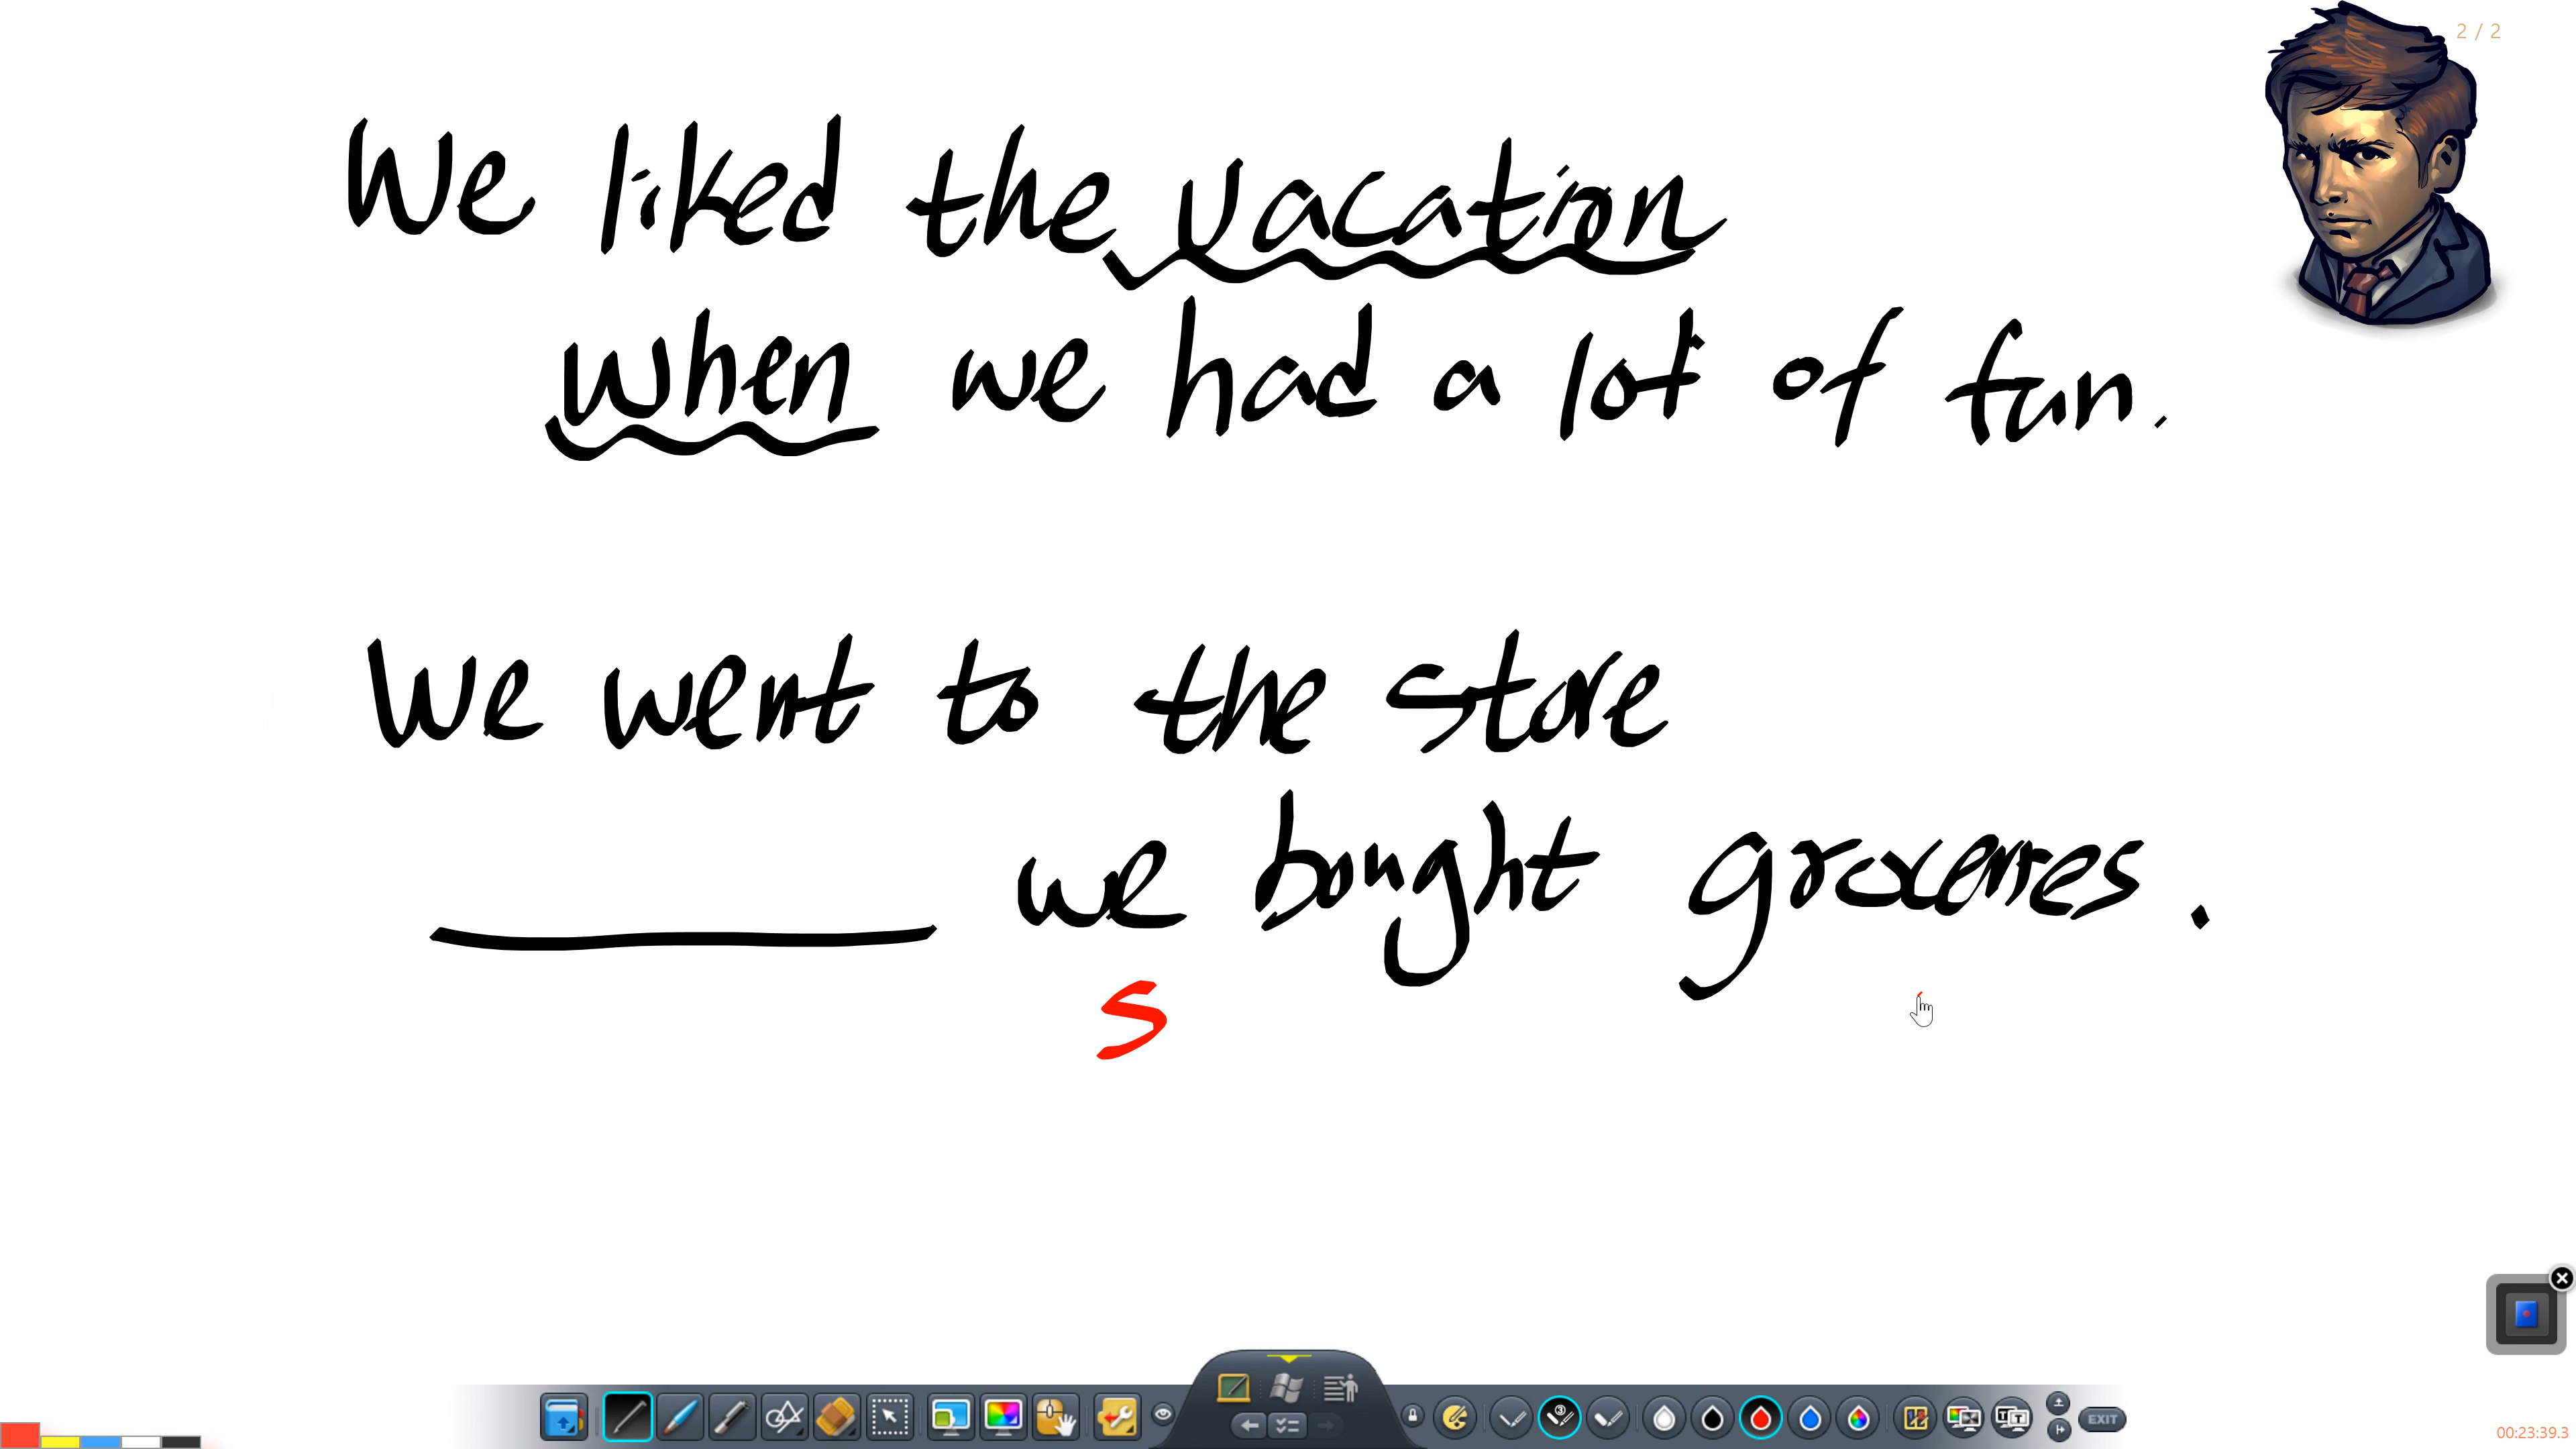 2 / 2
We liked the vacation
when we had a lot of fun.
We went to the store
we bought groceries.
S
EXIT
00:23:39.3